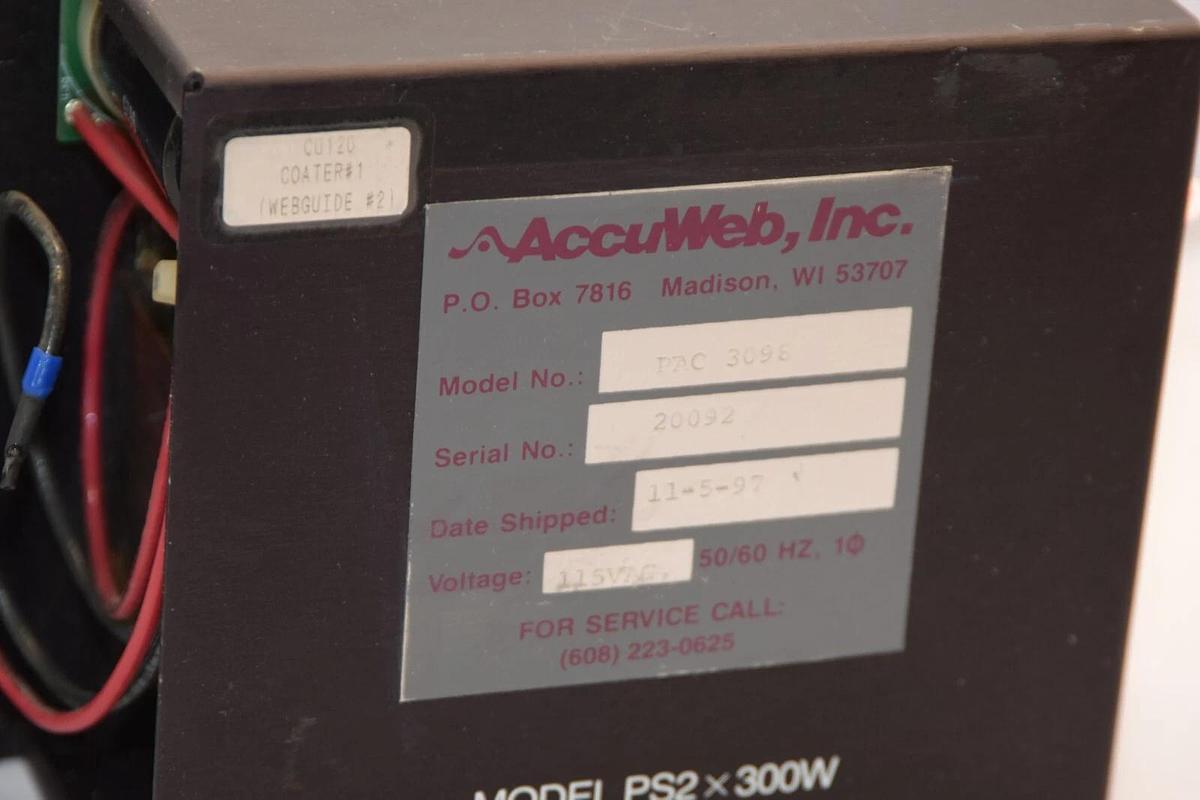 CU120
COATER#1
(WEBGUIDE #2)
AccuWeb, Inc.
P.O. Box 7816 Madison, WI 53707
Model No.: PAC 3098
Serial No.: 20092
Date Shipped: 11-5-97
Voltage: 115VAC. 50/60 HZ, 1Φ
FOR SERVICE CALL:
(608) 223-0625
MODEL PS2×300W